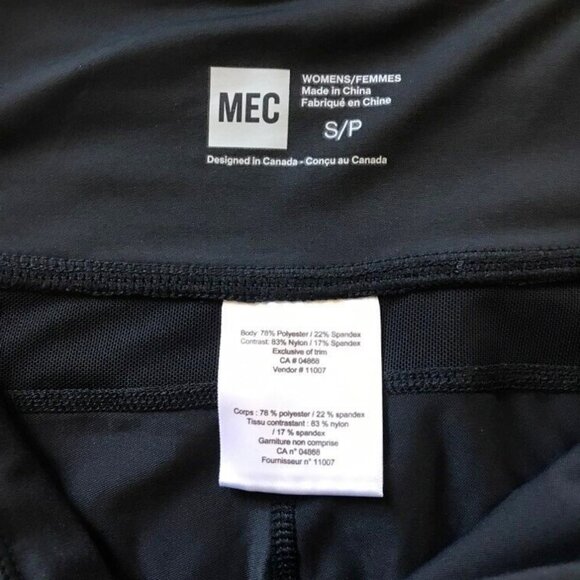 MEC
WOMENS/FEMMES
Made in China
Fabriqué en Chine
S/P
Designed in Canada - Conçu au Canada
Body: 78% Polyester / 22% Spandex
Contrast: 83% Nylon / 17% Spandex
Exclusive of trim
CA # 04868
Vendor # 11007
Corps : 78 % polyester / 22 % spandex
Tissu contrastant : 83 % nylon
/ 17 % spandex
Garniture non comprise
CA n° 04868
Fournisseur n° 11007